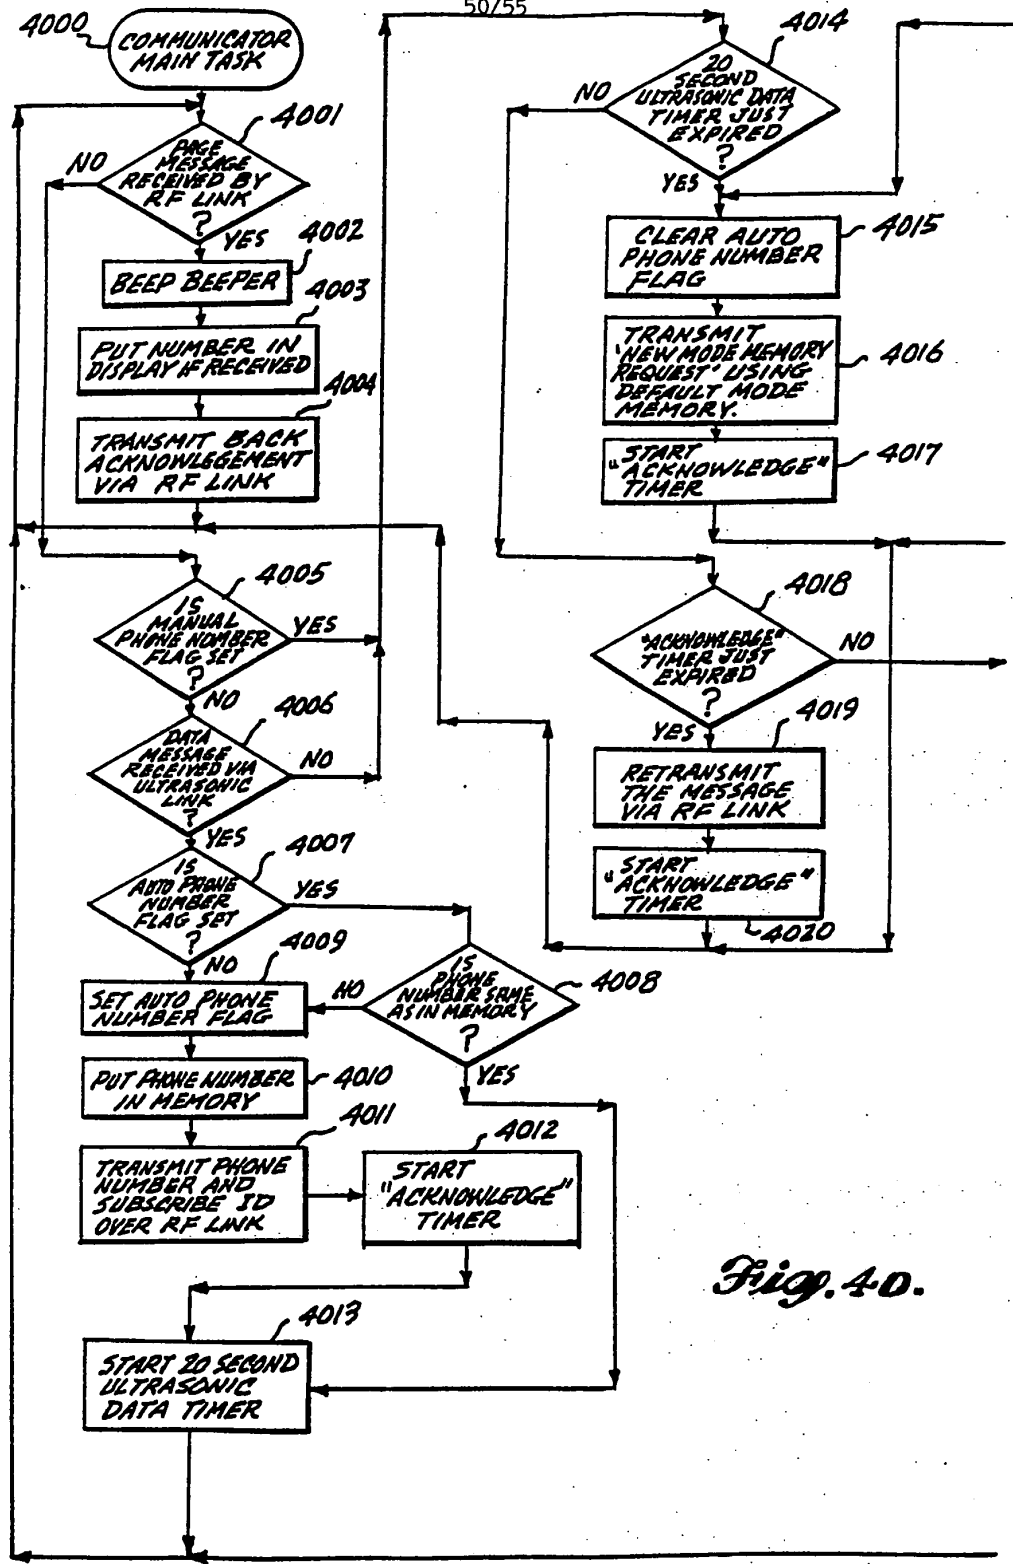 50/55
4000
COMMUNICATOR
MAIN TASK
4001
PAGE
MESSAGE
RECEIVED BY
RF LINK
?
NO
YES
4002
BEEP BEEPER
4003
PUT NUMBER IN
DISPLAY IF RECEIVED
4004
TRANSMIT BACK
ACKNOWLEGEMENT
VIA RF LINK
4005
IS
MANUAL
PHONE NUMBER
FLAG SET
?
YES
NO
4006
DATA
MESSAGE
RECEIVED VIA
ULTRASONIC
LINK
?
NO
YES
4007
IS
AUTO PHONE
NUMBER
FLAG SET
?
YES
NO
4008
IS
PHONE
NUMBER SAME
AS IN MEMORY
?
NO
YES
4009
SET AUTO PHONE
NUMBER FLAG
4010
PUT PHONE NUMBER
IN MEMORY
4011
TRANSMIT PHONE
NUMBER AND
SUBSCRIBE ID
OVER RF LINK
4012
START
"ACKNOWLEDGE"
TIMER
4013
START 20 SECOND
ULTRASONIC
DATA TIMER
4014
20
SECOND
ULTRASONIC DATA
TIMER JUST
EXPIRED
?
NO
YES
4015
CLEAR AUTO
PHONE NUMBER
FLAG
4016
TRANSMIT
'NEW MODE MEMORY
REQUEST' USING
DEFAULT MODE
MEMORY.
4017
"START
ACKNOWLEDGE"
TIMER
4018
"ACKNOWLEDGE"
TIMER JUST
EXPIRED
?
NO
YES
4019
RETRANSMIT
THE MESSAGE
VIA RF LINK
"START
ACKNOWLEDGE"
TIMER
4020
Fig. 40.